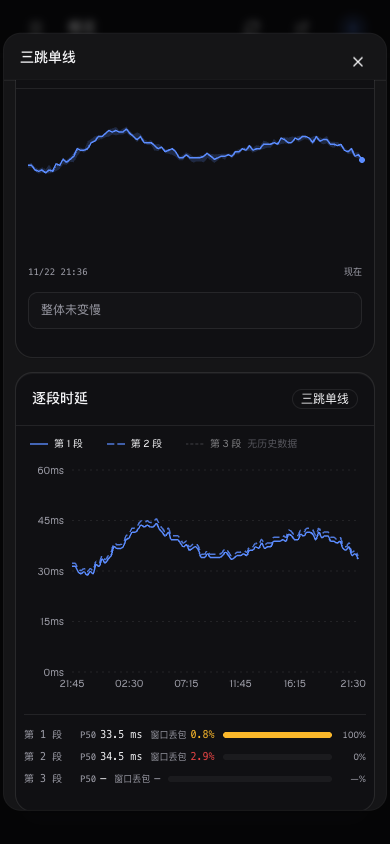 三跳单线
11/22 21:36 现在
整体未变慢
逐段时延 三跳单线
第 1 段 第 2 段 第 3 段 无历史数据
60ms
45ms
30ms
15ms
0ms
21:45 02:30 07:15 11:45 16:15 21:30
第 1 段 P50 33.5 ms 窗口丢包 0.8% 100%
第 2 段 P50 34.5 ms 窗口丢包 2.9% 0%
第 3 段 P50 — 窗口丢包 — —%